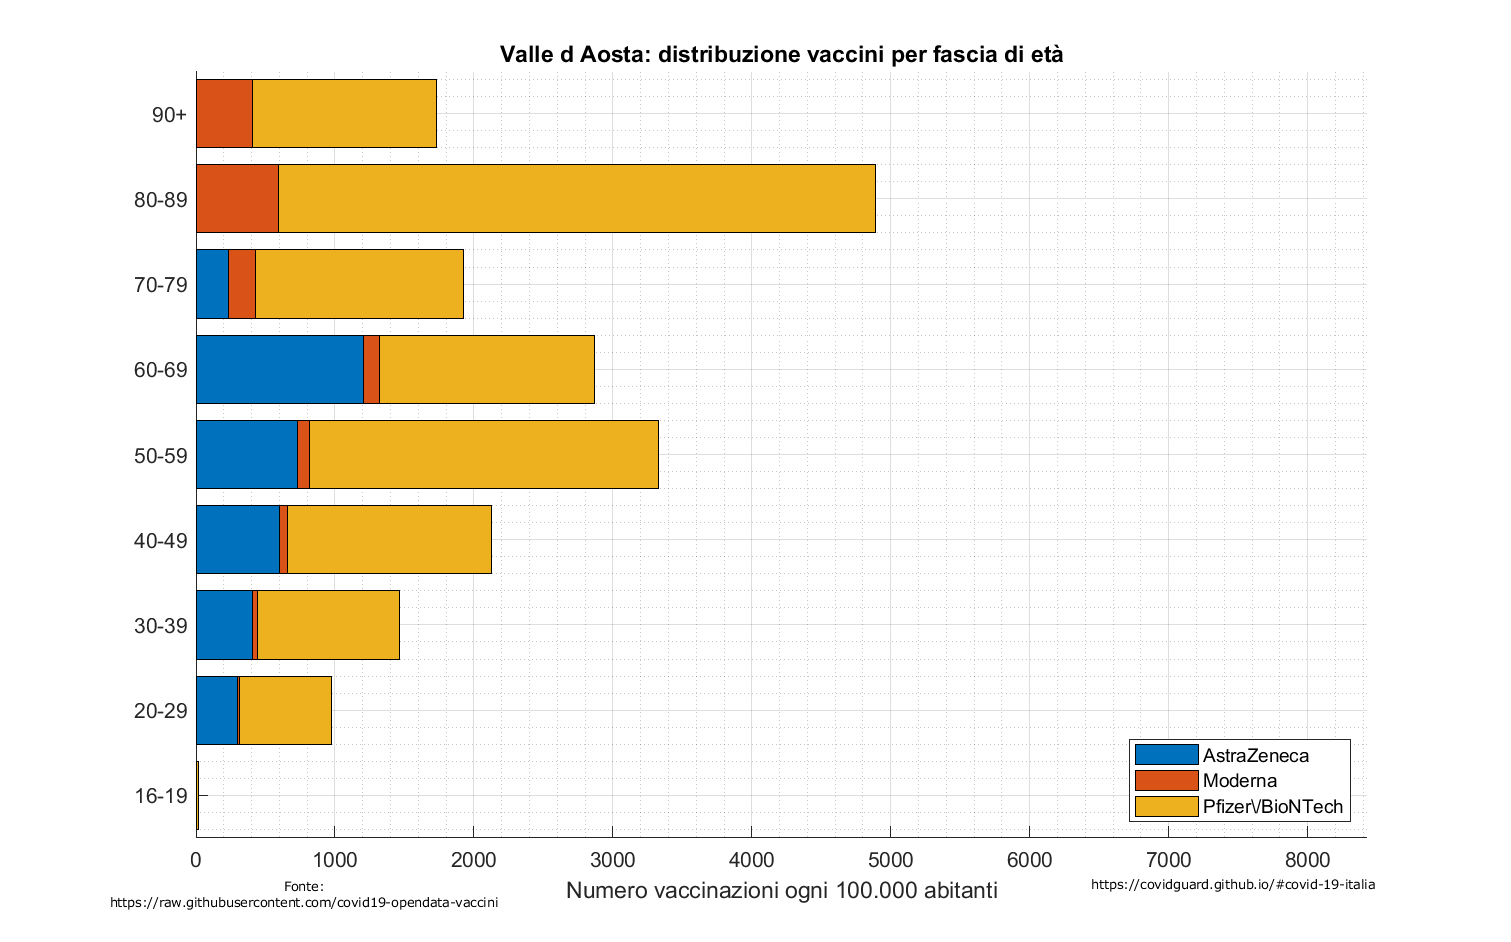 Valle d Aosta: distribuzione vaccini per fascia di età
90+
80-89
70-79
60-69
50-59
40-49
30-39
20-29
16-19
AstraZeneca
Moderna
Pfizer\/BioNTech
0 1000 2000 3000 4000 5000 6000 7000 8000
Numero vaccinazioni ogni 100.000 abitanti
Fonte:
https://raw.githubusercontent.com/covid19-opendata-vaccini
https://covidguard.github.io/#covid-19-italia